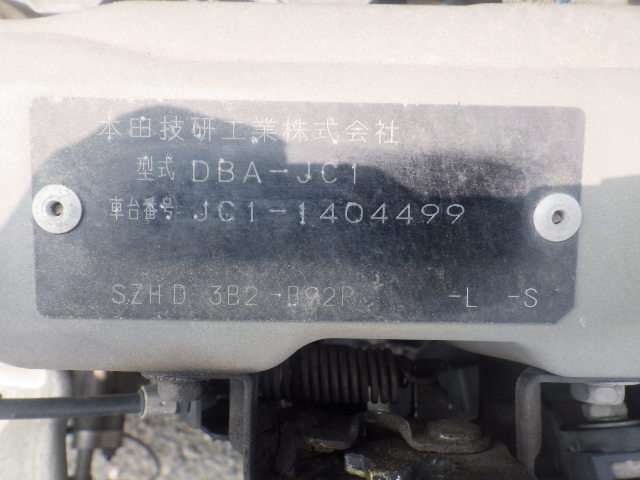 本田技研工業株式会社
型式 DBA-JC1
車台番号 JC1-1404499
SZHD 3B2-B92P -L -S